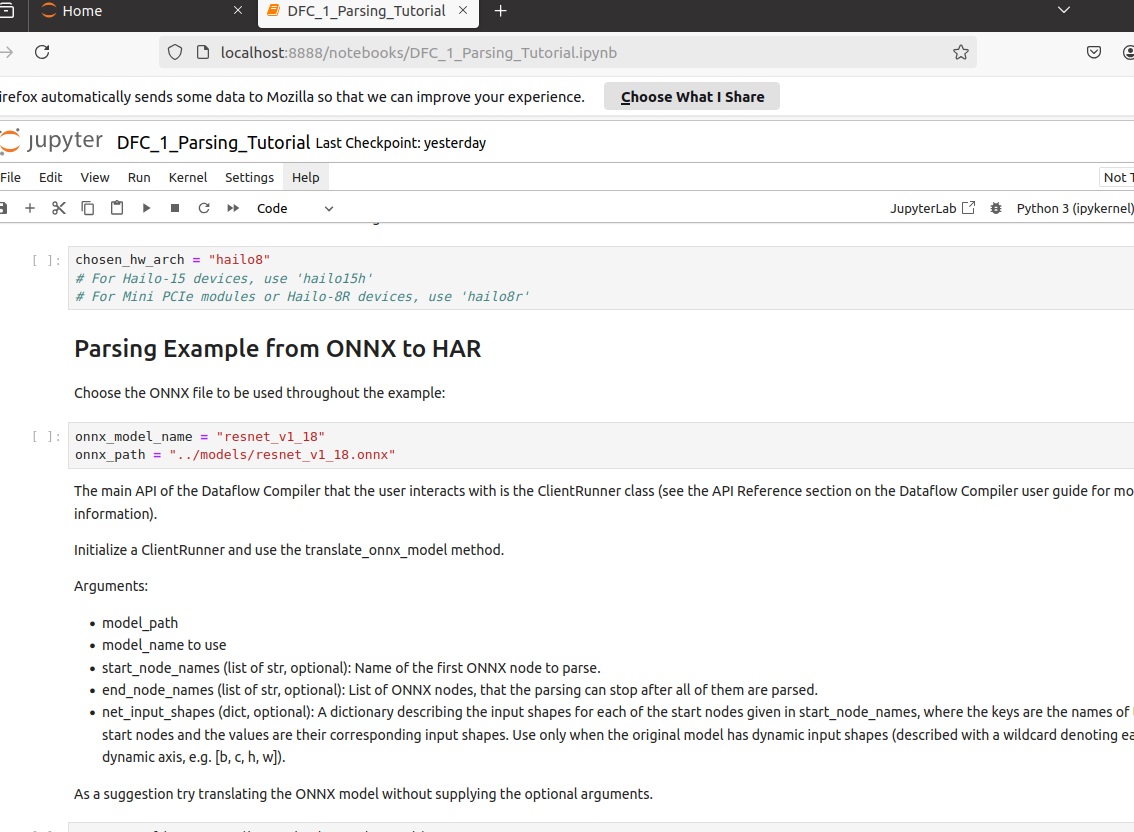 Home
DFC_1_Parsing_Tutorial
localhost:8888/notebooks/DFC_1_Parsing_Tutorial.ipynb
irefox automatically sends some data to Mozilla so that we can improve your experience. Choose What I Share
jupyter DFC_1_Parsing_Tutorial Last Checkpoint: yesterday
File Edit View Run Kernel Settings Help Not T
Code JupyterLab Python 3 (ipykernel)
[ ]: chosen_hw_arch = "hailo8"
# For Hailo-15 devices, use 'hailo15h'
# For Mini PCIe modules or Hailo-8R devices, use 'hailo8r'
Parsing Example from ONNX to HAR
Choose the ONNX file to be used throughout the example:
[ ]: onnx_model_name = "resnet_v1_18"
onnx_path = "../models/resnet_v1_18.onnx"
The main API of the Dataflow Compiler that the user interacts with is the ClientRunner class (see the API Reference section on the Dataflow Compiler user guide for mo
information).
Initialize a ClientRunner and use the translate_onnx_model method.
Arguments:
• model_path
• model_name to use
• start_node_names (list of str, optional): Name of the first ONNX node to parse.
• end_node_names (list of str, optional): List of ONNX nodes, that the parsing can stop after all of them are parsed.
• net_input_shapes (dict, optional): A dictionary describing the input shapes for each of the start nodes given in start_node_names, where the keys are the names of
start nodes and the values are their corresponding input shapes. Use only when the original model has dynamic input shapes (described with a wildcard denoting ea
dynamic axis, e.g. [b, c, h, w]).
As a suggestion try translating the ONNX model without supplying the optional arguments.